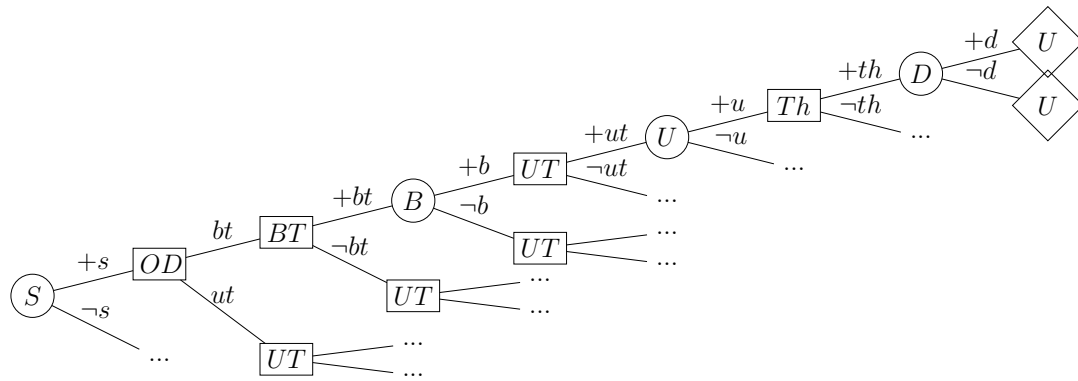 +d
U
¬d
U
+th
D
¬th
...
+u
Th
¬u
...
+ut
U
¬ut
...
+b
UT
¬b
...
UT
...
+bt
B
¬bt
...
UT
...
bt
BT
ut
...
UT
...
+s
OD
S
¬s
...